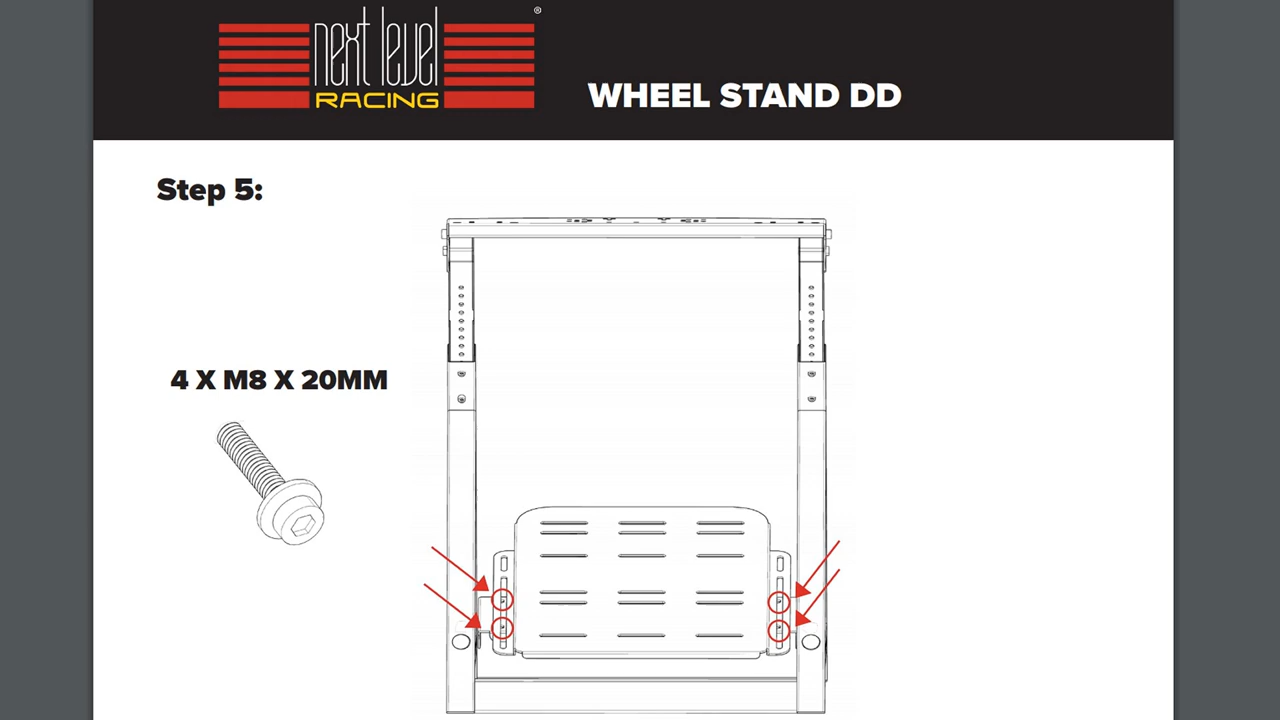 next level
RACING
®
WHEEL STAND DD
Step 5:
4 X M8 X 20MM